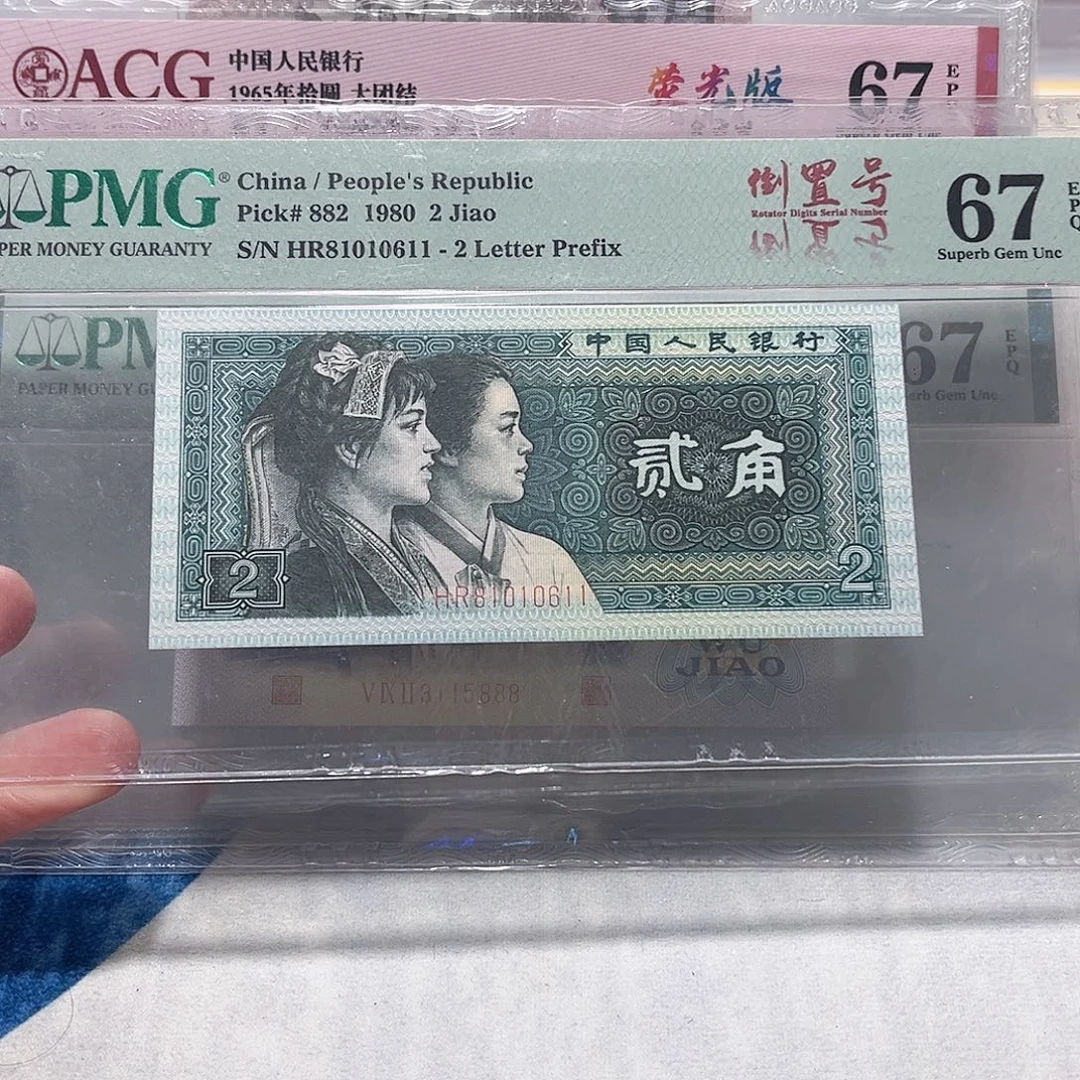 ACG
中国人民银行
1965年拾圆 大团结
荧光版
67
E
P
PMG®
PER MONEY GUARANTY
China / People's Republic
Pick# 882 1980 2 Jiao
S/N HR81010611 - 2 Letter Prefix
倒置号
Rotator Digits Serial Number
67
Superb Gem Unc
E
P
Q
PM
PAPER MONEY GU
67
erb Gem Unc
E
P
Q
中国人民银行
贰角
2
2
HR81010611
WU
JIAO